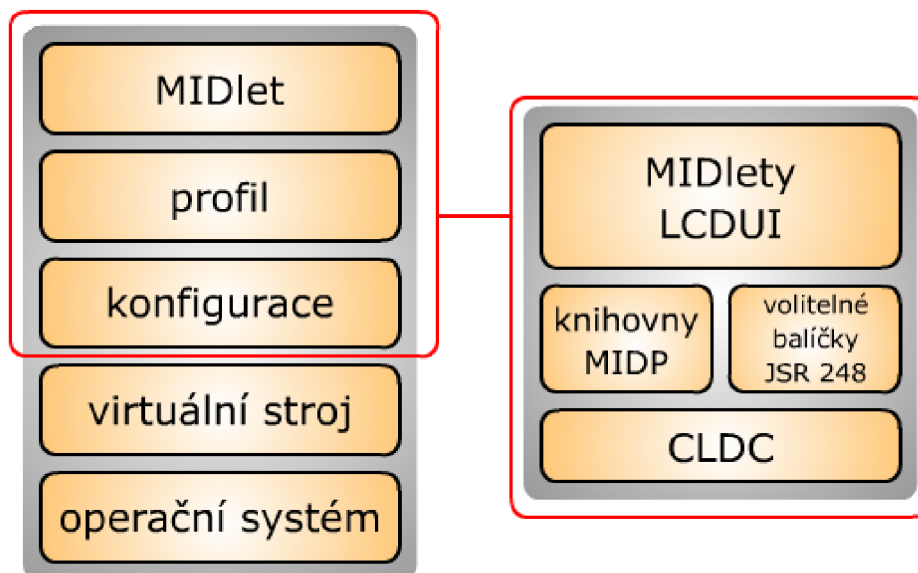 MIDlet
profil
konfigurace
virtuální stroj
operační systém
MIDlety
LCDUI
knihovny
MIDP
volitelné
balíčky
JSR 248
CLDC